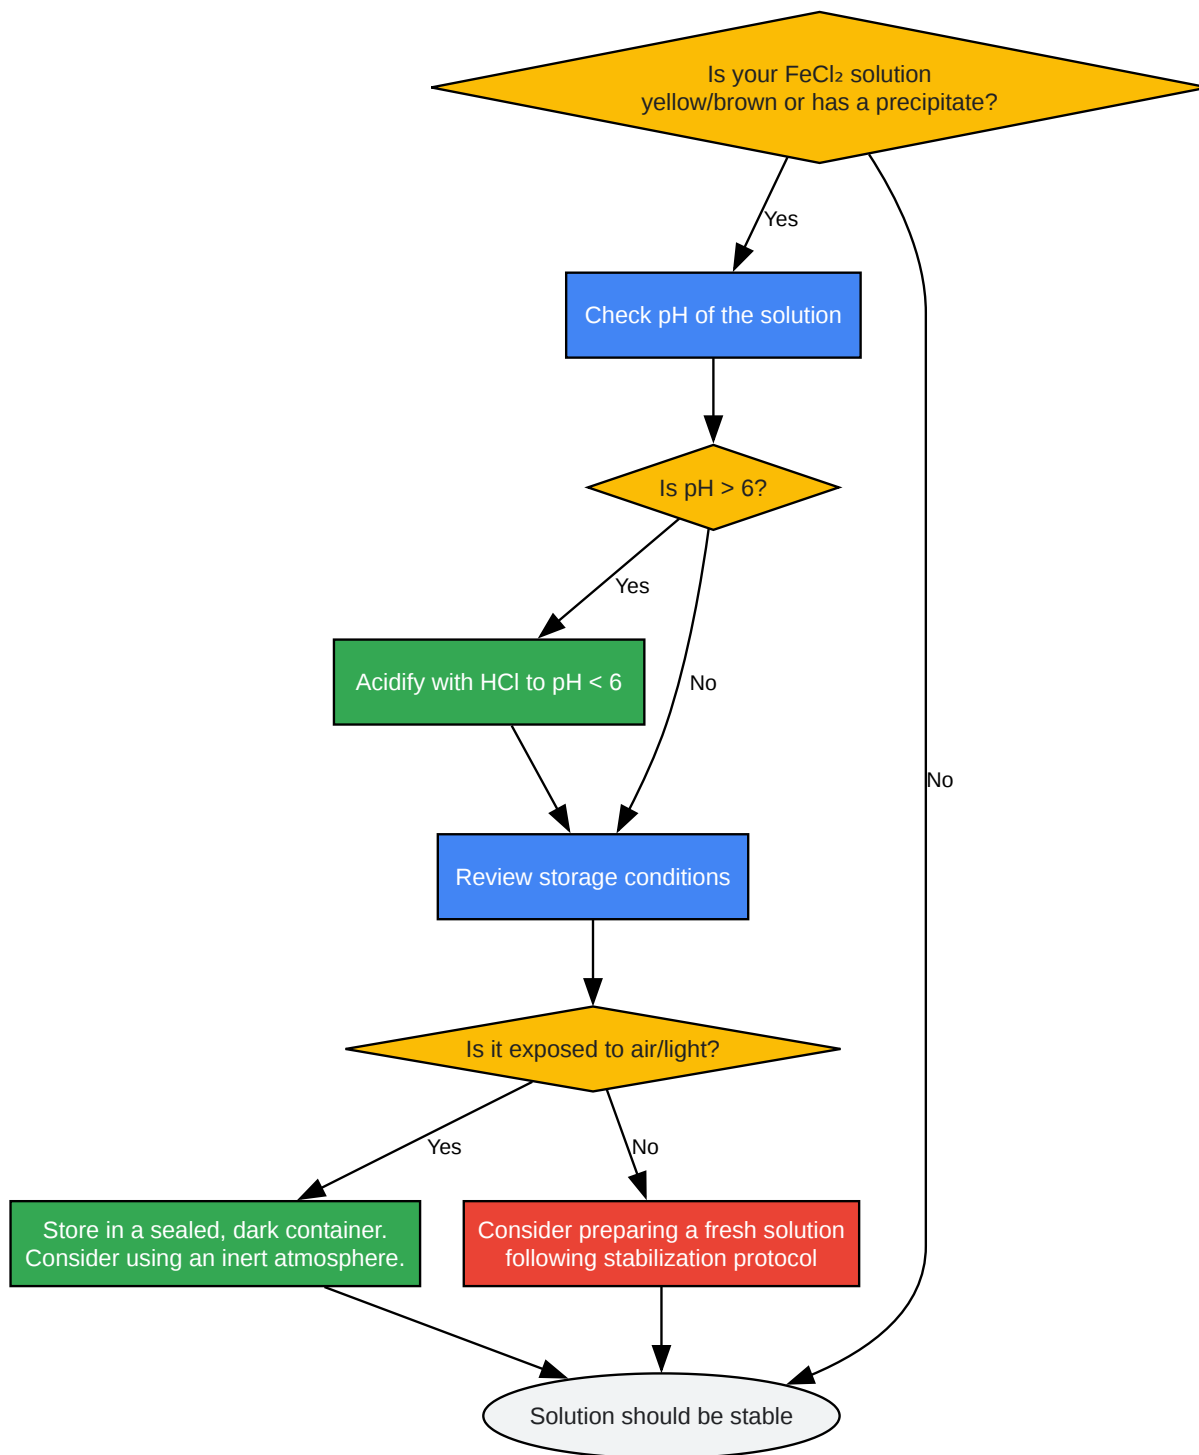 Is your FeCl₂ solution
yellow/brown or has a precipitate?
Yes
Check pH of the solution
Is pH > 6?
Yes
Acidify with HCl to pH < 6
No
No
Review storage conditions
Is it exposed to air/light?
Yes
No
Store in a sealed, dark container.
Consider using an inert atmosphere.
Consider preparing a fresh solution
following stabilization protocol
Solution should be stable